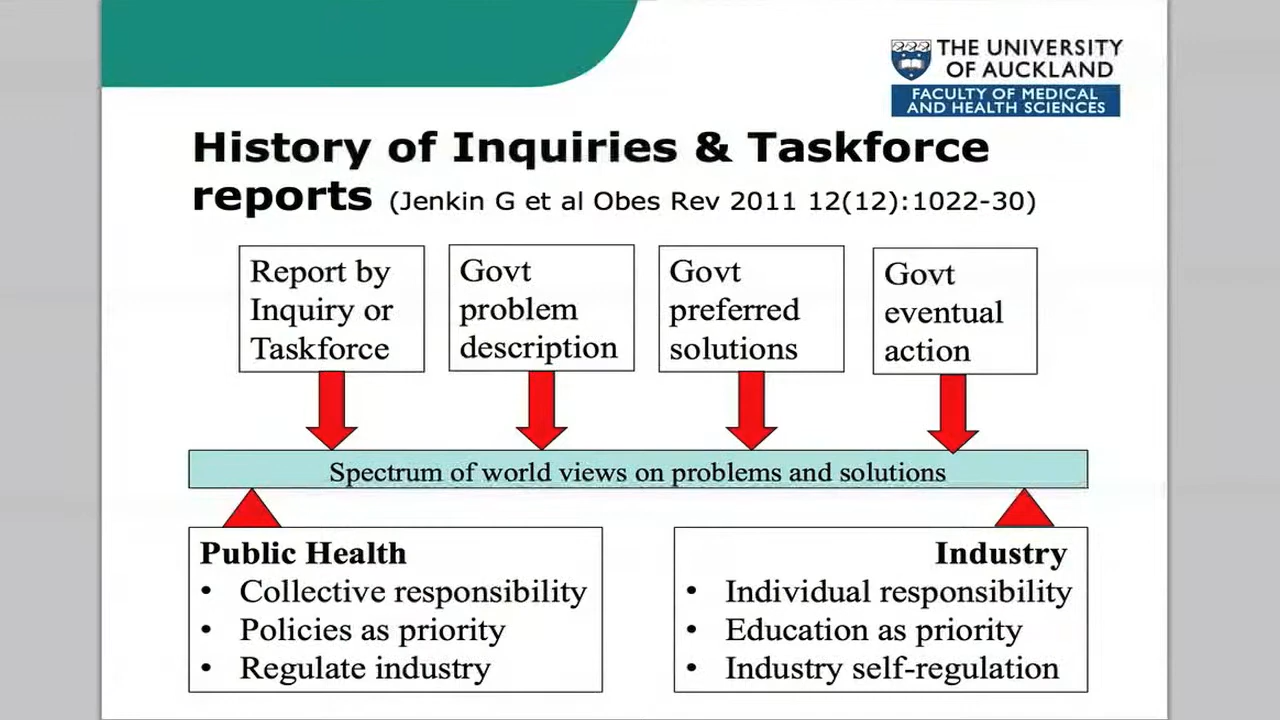 THE UNIVERSITY
OF AUCKLAND
FACULTY OF MEDICAL
AND HEALTH SCIENCES
History of Inquiries & Taskforce
reports (Jenkin G et al Obes Rev 2011 12(12):1022-30)
Report by
Inquiry or
Taskforce
Govt
problem
description
Govt
preferred
solutions
Govt
eventual
action
Spectrum of world views on problems and solutions
Public Health
• Collective responsibility
• Policies as priority
• Regulate industry
Industry
• Individual responsibility
• Education as priority
• Industry self-regulation